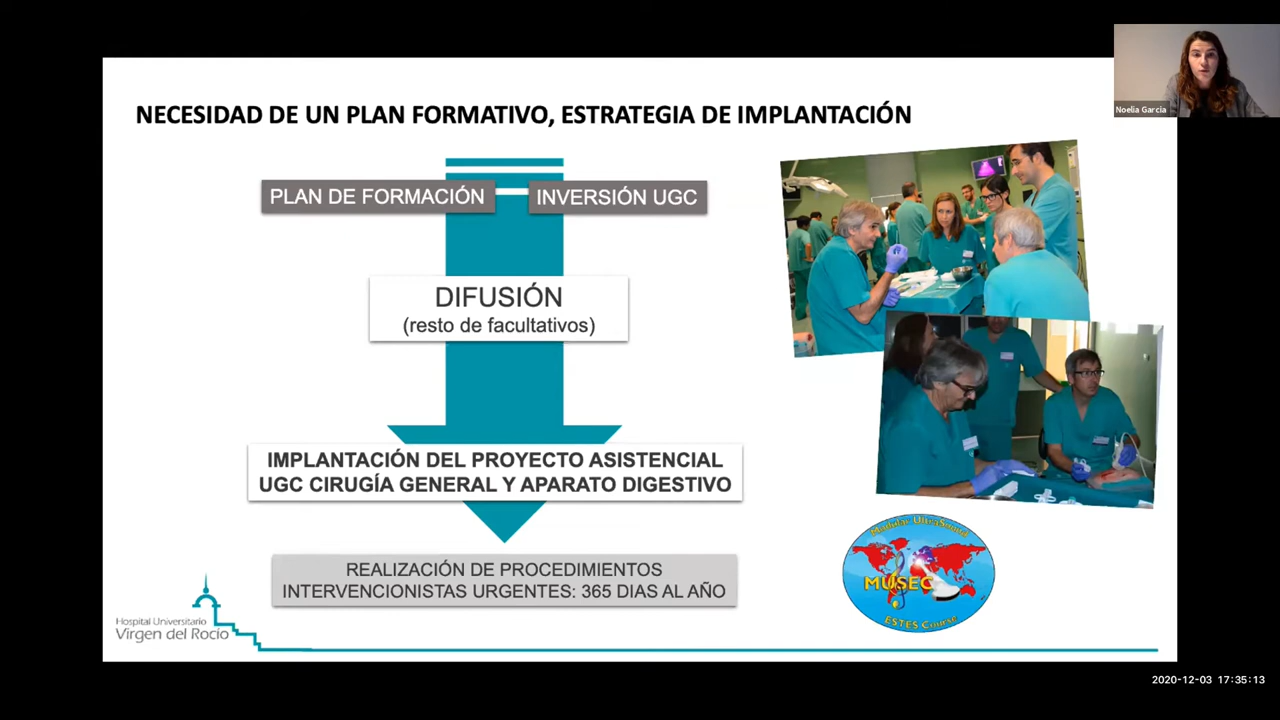 Noelia García
NECESIDAD DE UN PLAN FORMATIVO, ESTRATEGIA DE IMPLANTACIÓN
PLAN DE FORMACIÓN
INVERSIÓN UGC
DIFUSIÓN
(resto de facultativos)
IMPLANTACIÓN DEL PROYECTO ASISTENCIAL
UGC CIRUGÍA GENERAL Y APARATO DIGESTIVO
REALIZACIÓN DE PROCEDIMIENTOS
INTERVENCIONISTAS URGENTES: 365 DIAS AL AÑO
Modular UltraSound
MUSEC
ESTES Course
Hospital Universitario
Virgen del Rocío
2020-12-03 17:35:13